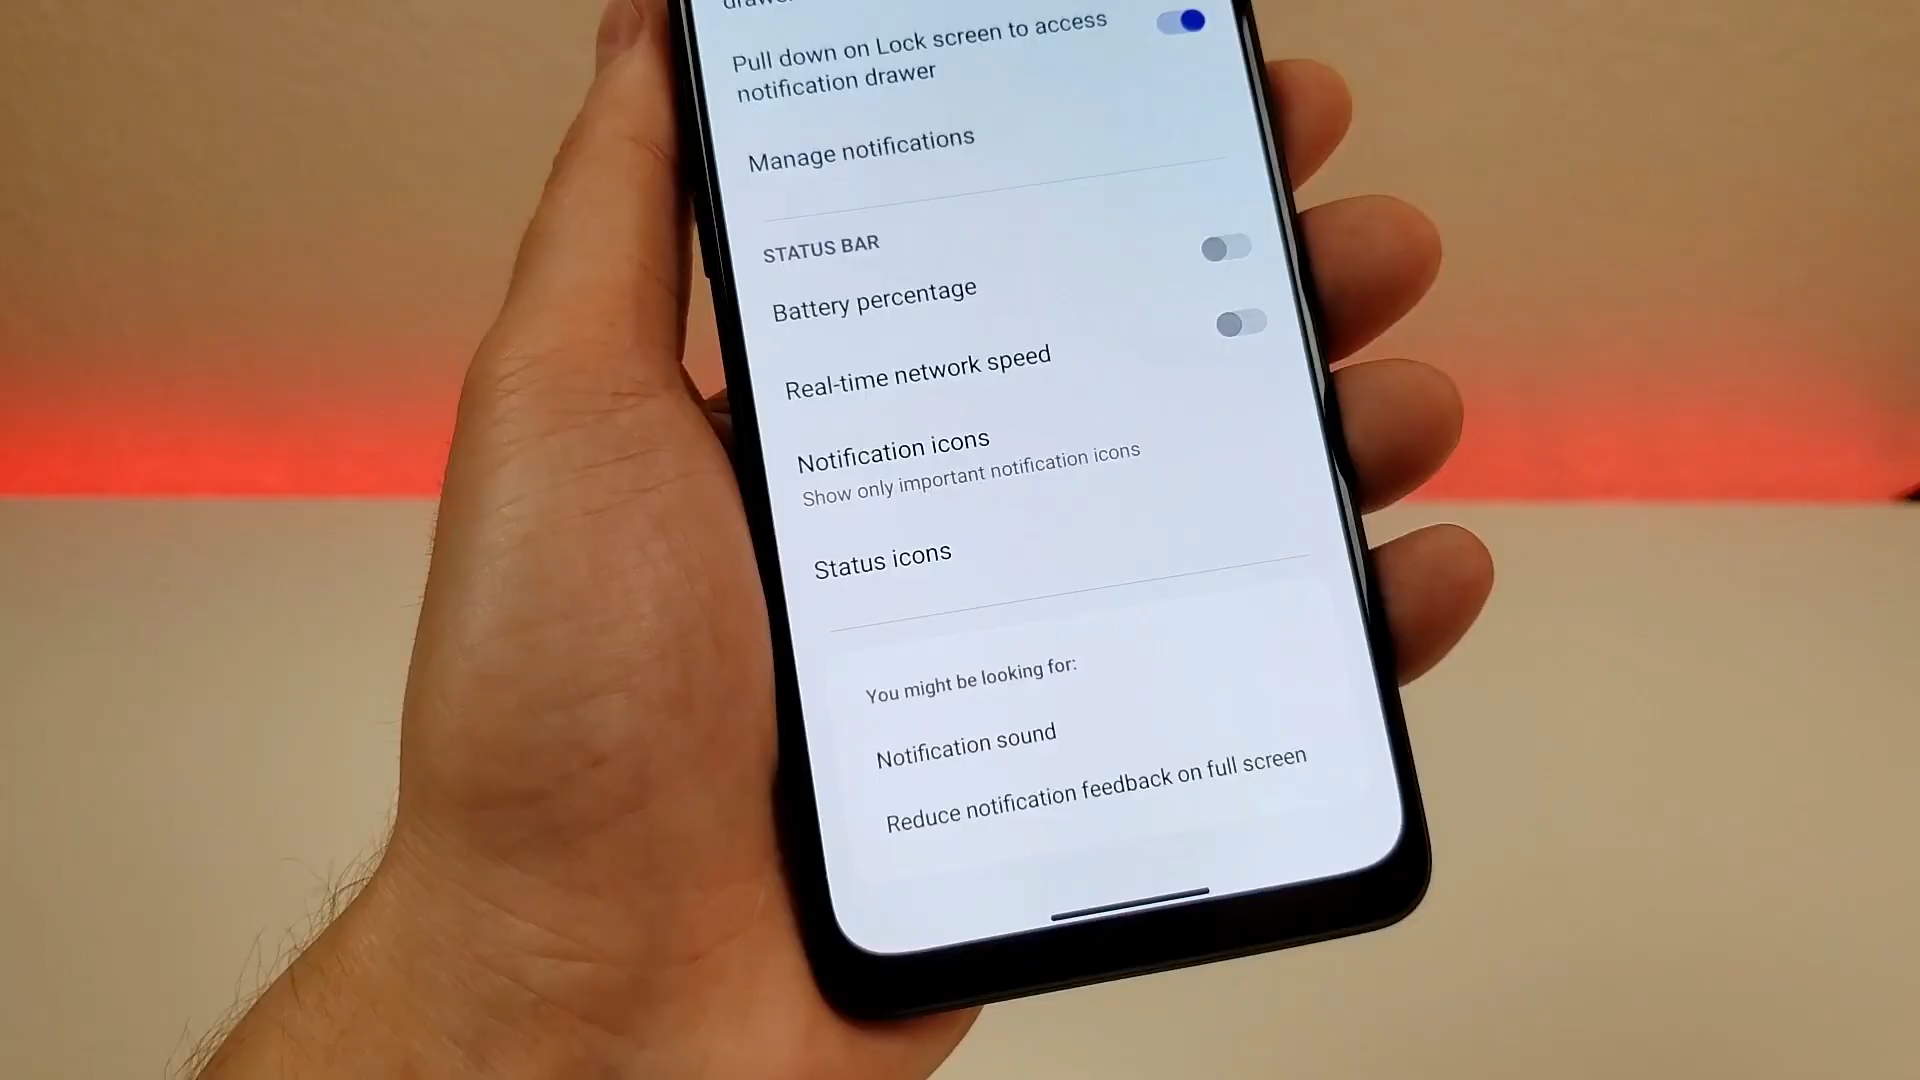 Pull down on Lock screen to access
notification drawer
Manage notifications
STATUS BAR
Battery percentage
Real-time network speed
Notification icons
Show only important notification icons
Status icons
You might be looking for:
Notification sound
Reduce notification feedback on full screen